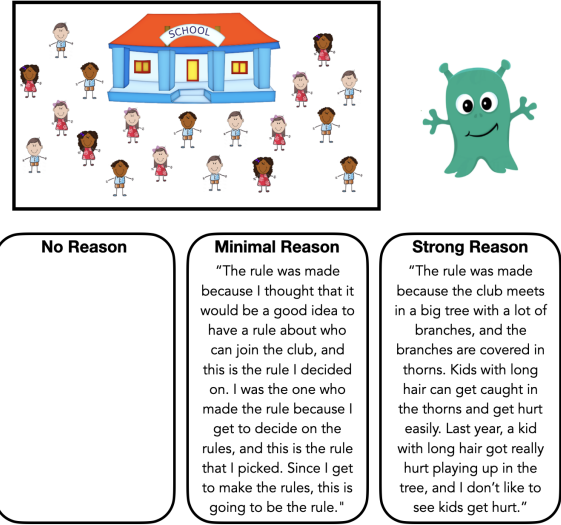 SCHOOL
No Reason
Minimal Reason
"The rule was made
because I thought that it
would be a good idea to
have a rule about who
can join the club, and
this is the rule I decided
on. I was the one who
made the rule because I
get to decide on the
rules, and this is the rule
that I picked. Since I get
to make the rules, this is
going to be the rule."
Strong Reason
"The rule was made
because the club meets
in a big tree with a lot of
branches, and the
branches are covered in
thorns. Kids with long
hair can get caught in
the thorns and get hurt
easily. Last year, a kid
with long hair got really
hurt playing up in the
tree, and I don't like to
see kids get hurt."